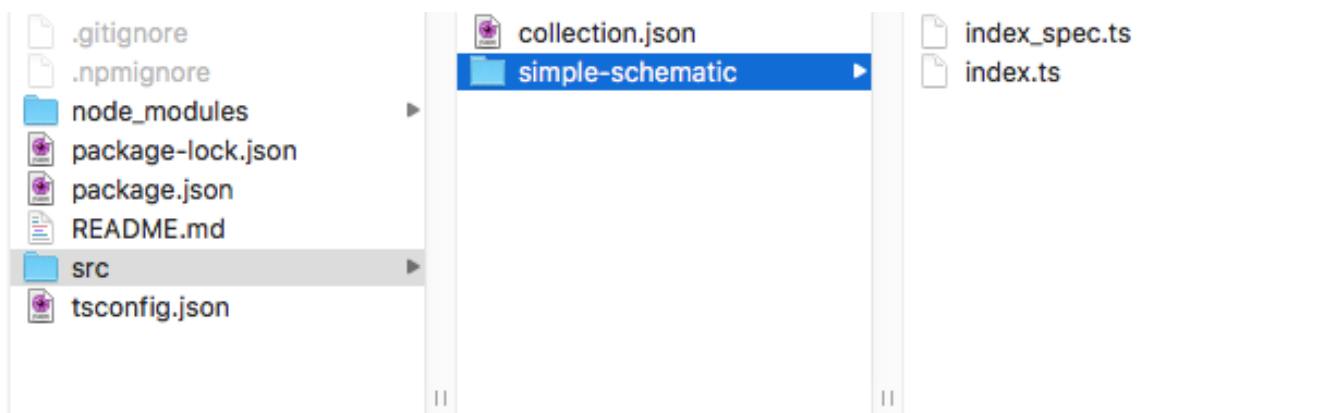 .gitignore
.npmignore
node_modules
package-lock.json
package.json
README.md
src
tsconfig.json
collection.json
simple-schematic
index_spec.ts
index.ts